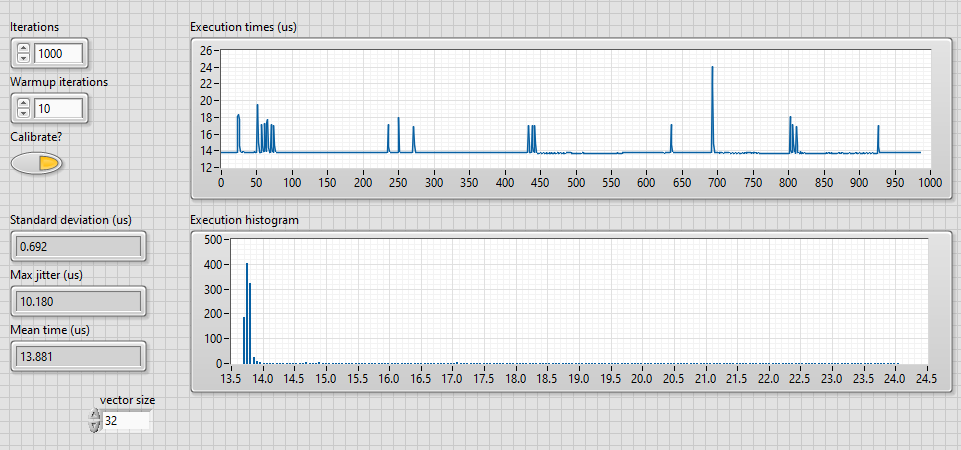 Iterations
1000
Warmup iterations
10
Calibrate?
Execution times (us)
26
24
22
20
18
16
14
12
0 50 100 150 200 250 300 350 400 450 500 550 600 650 700 750 800 850 900 950 1000
Standard deviation (us)
0.692
Max jitter (us)
10.180
Mean time (us)
13.881
Execution histogram
500
400
300
200
100
0
13.5 14.0 14.5 15.0 15.5 16.0 16.5 17.0 17.5 18.0 18.5 19.0 19.5 20.0 20.5 21.0 21.5 22.0 22.5 23.0 23.5 24.0 24.5
vector size
32